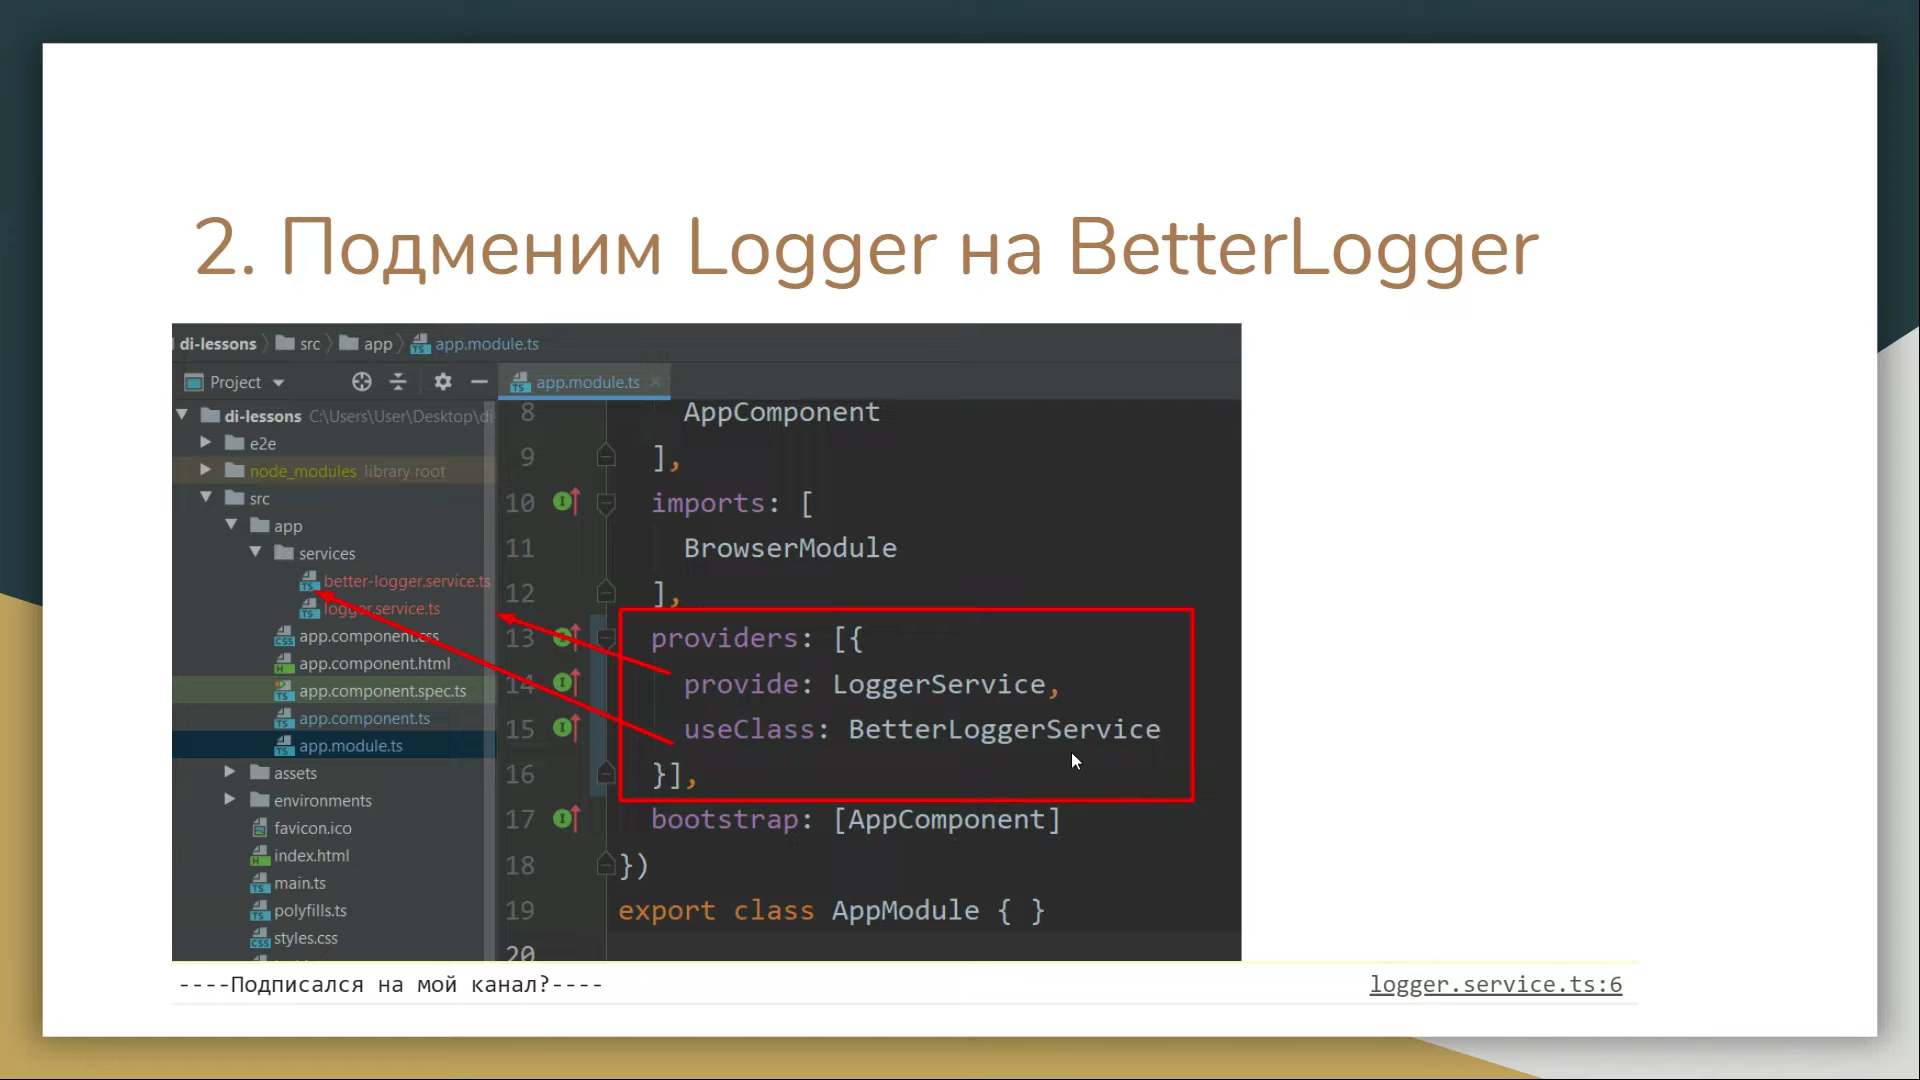 2. Подменим Logger на BetterLogger
di-lessons src app app.module.ts
Project
app.module.ts
di-lessons C:\Users\User\Desktop\di
e2e
node_modules library root
src
app
services
better-logger.service.ts
logger.service.ts
app.component.css
app.component.html
app.component.spec.ts
app.component.ts
app.module.ts
assets
environments
favicon.ico
index.html
main.ts
polyfills.ts
styles.css
8 AppComponent
9 ],
10 imports: [
11 BrowserModule
12 ],
13 providers: [{
14 provide: LoggerService,
15 useClass: BetterLoggerService
16 }],
17 bootstrap: [AppComponent]
18 })
19 export class AppModule { }
20
----Подписался на мой канал?---- logger.service.ts:6